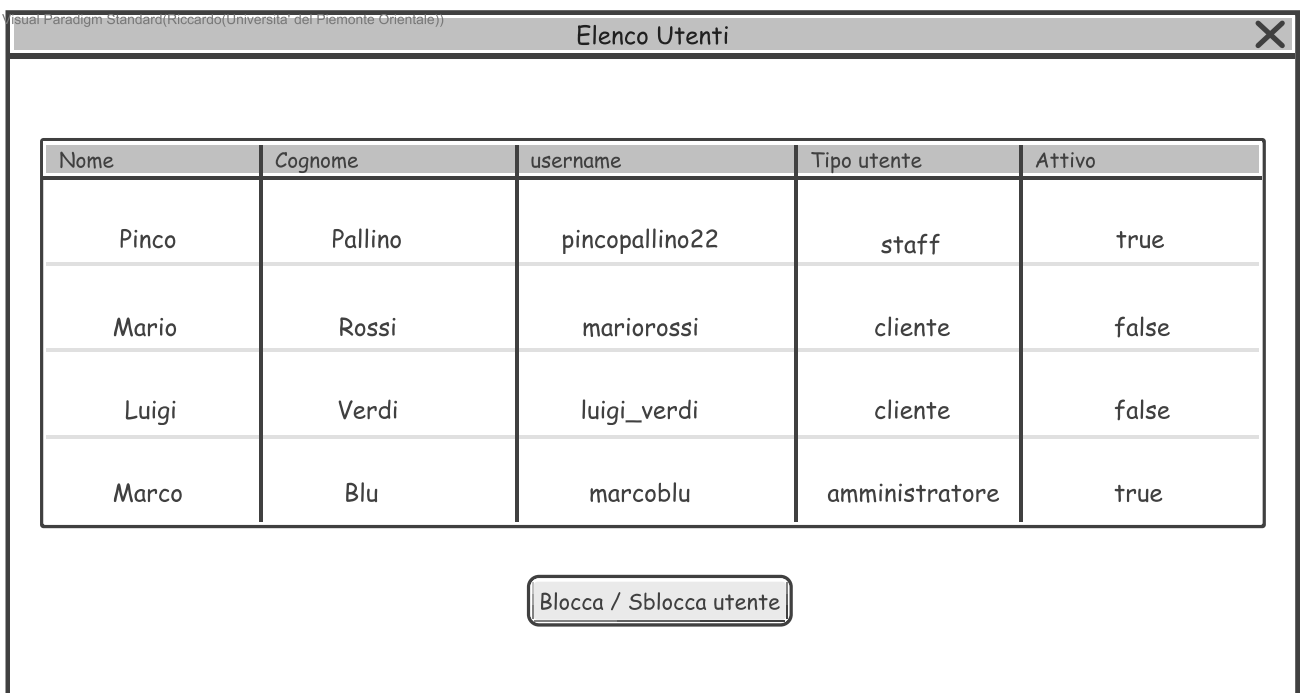 Visual Paradigm Standard(Riccardo(Universita' del Piemonte Orientale))
Elenco Utenti
Nome Cognome username Tipo utente Attivo
Pinco Pallino pincopallino22 staff true
Mario Rossi mariorossi cliente false
Luigi Verdi luigi_verdi cliente false
Marco Blu marcoblu amministratore true
Blocca / Sblocca utente